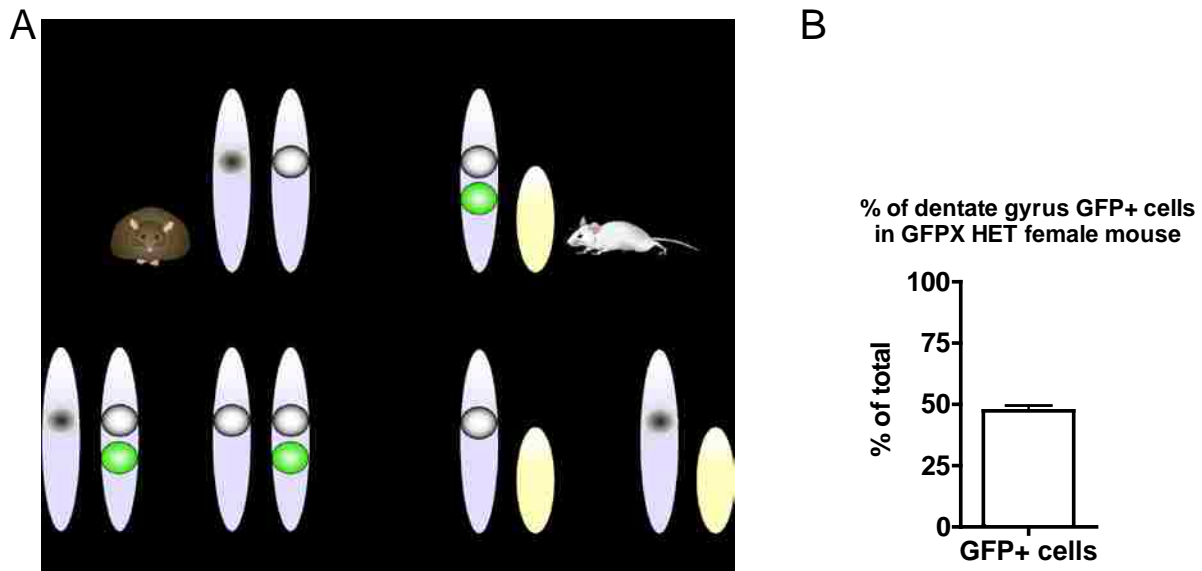 A
B
% of dentate gyrus GFP+ cells
in GFPX HET female mouse
100
75
50
25
0
% of total
GFP+ cells